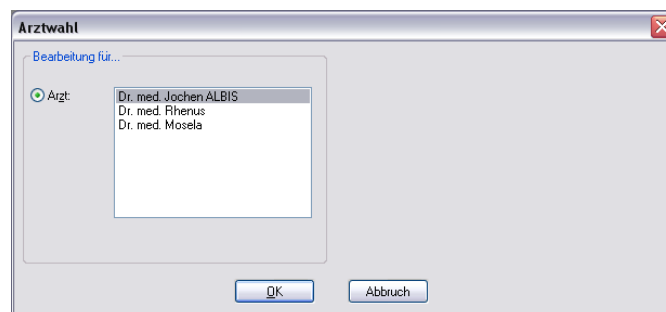 Arztwahl
Bearbeitung für...
Arzt:
Dr. med. Jochen ALBIS
Dr. med. Rhenus
Dr. med. Mosela
OK
Abbruch